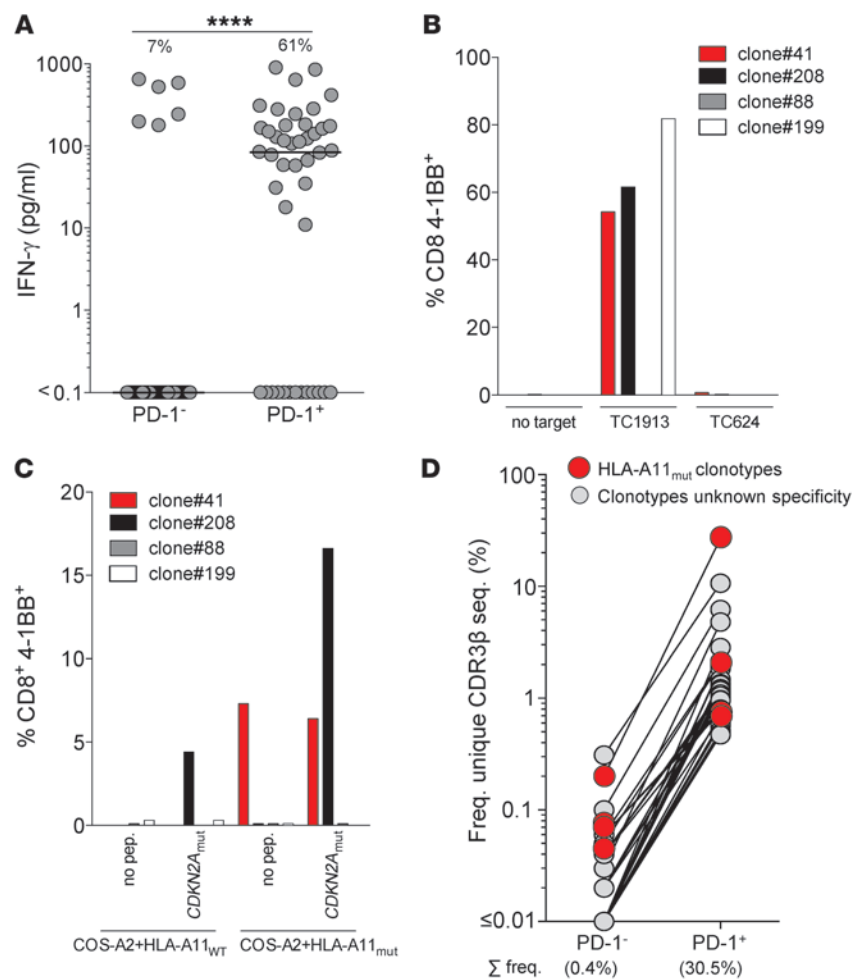 A
****
7% 61%
1000
100
10
1
< 0.1
IFN-γ (pg/ml)
PD-1⁻ PD-1⁺
B
clone#41
clone#208
clone#88
clone#199
100
80
60
40
20
0
% CD8 4-1BB⁺
no target TC1913 TC624
C
20
15
10
5
0
% CD8⁺ 4-1BB⁺
clone#41
clone#208
clone#88
clone#199
no pep.
CDKN2Amut
no pep.
CDKN2Amut
COS-A2+HLA-A11WT COS-A2+HLA-A11mut
D
HLA-A11mut clonotypes
Clonotypes unknown specificity
100
10
1
0.1
≤0.01
Freq. unique CDR3β seq. (%)
PD-1⁻ PD-1⁺
∑ freq. (0.4%) (30.5%)